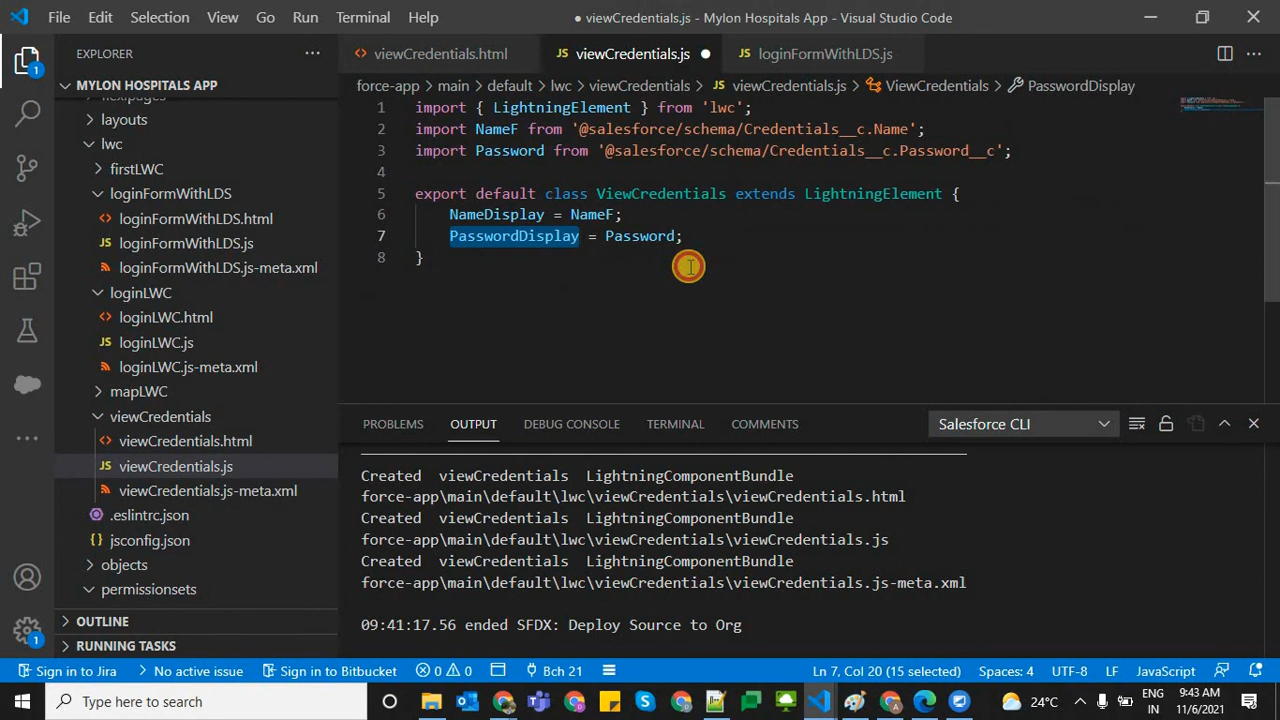 File Edit Selection View Go Run Terminal Help
● viewCredentials.js - Mylon Hospitals App - Visual Studio Code
EXPLORER
MYLON HOSPITALS APP
layouts
lwc
firstLWC
loginFormWithLDS
loginFormWithLDS.html
loginFormWithLDS.js
loginFormWithLDS.js-meta.xml
loginLWC
loginLWC.html
loginLWC.js
loginLWC.js-meta.xml
mapLWC
viewCredentials
viewCredentials.html
viewCredentials.js
viewCredentials.js-meta.xml
.eslintrc.json
jsconfig.json
objects
permissionsets
OUTLINE
RUNNING TASKS
viewCredentials.html JS viewCredentials.js JS loginFormWithLDS.js
force-app > main > default > lwc > viewCredentials > JS viewCredentials.js > ViewCredentials > PasswordDisplay
1 import { LightningElement } from 'lwc';
2 import NameF from '@salesforce/schema/Credentials__c.Name';
3 import Password from '@salesforce/schema/Credentials__c.Password__c';
4
5 export default class ViewCredentials extends LightningElement {
6 NameDisplay = NameF;
7 PasswordDisplay = Password;
8 }
PROBLEMS OUTPUT DEBUG CONSOLE TERMINAL COMMENTS Salesforce CLI
Created viewCredentials LightningComponentBundle
force-app\main\default\lwc\viewCredentials\viewCredentials.html
Created viewCredentials LightningComponentBundle
force-app\main\default\lwc\viewCredentials\viewCredentials.js
Created viewCredentials LightningComponentBundle
force-app\main\default\lwc\viewCredentials\viewCredentials.js-meta.xml
09:41:17.56 ended SFDX: Deploy Source to Org
Sign in to Jira No active issue Sign in to Bitbucket 0 0 Bch 21 Ln 7, Col 20 (15 selected) Spaces: 4 UTF-8 LF JavaScript
Type here to search 24°C ENG IN 9:43 AM 11/6/2021